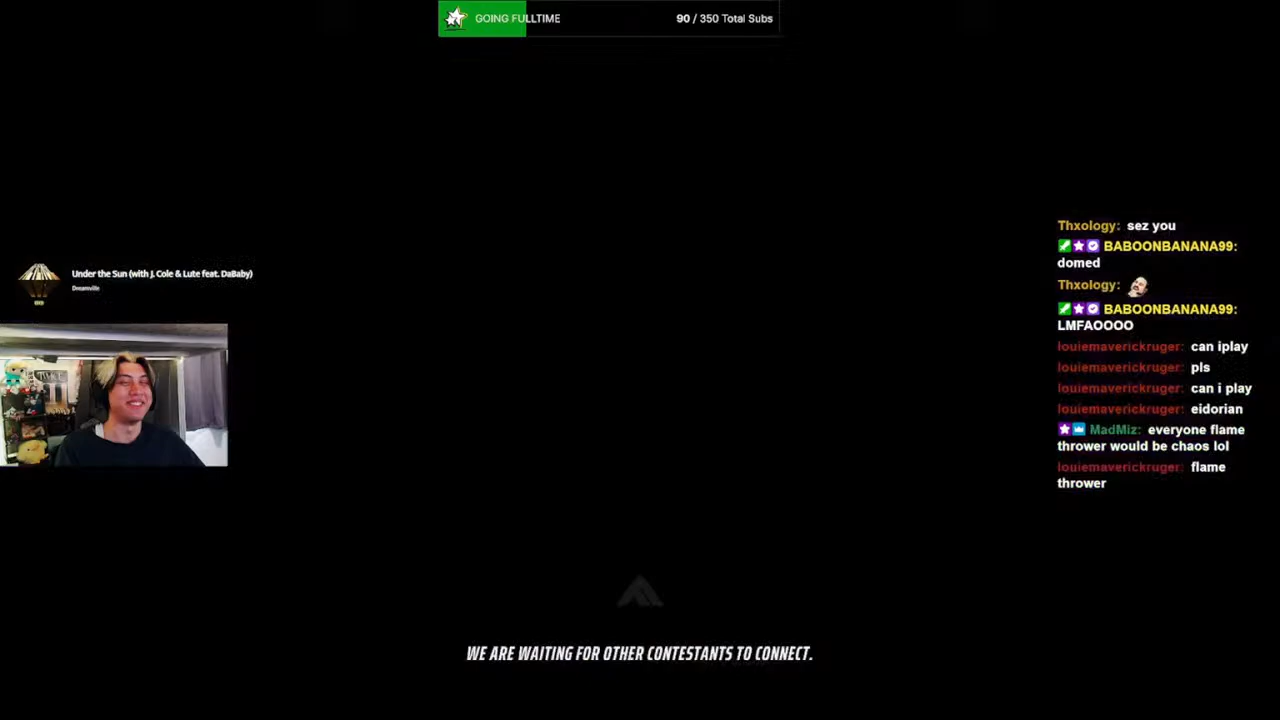 GOING FULLTIME 90 / 350 Total Subs
Under the Sun (with J. Cole & Lute feat. DaBaby)
Dreamville
Thxology: sez you
BABOONBANANA99:
domed
Thxology:
BABOONBANANA99:
LMFAOOOO
louiemaverickruger: can iplay
louiemaverickruger: pls
louiemaverickruger: can i play
louiemaverickruger: eidorian
MadMiz: everyone flame
thrower would be chaos lol
louiemaverickruger: flame
thrower
WE ARE WAITING FOR OTHER CONTESTANTS TO CONNECT.